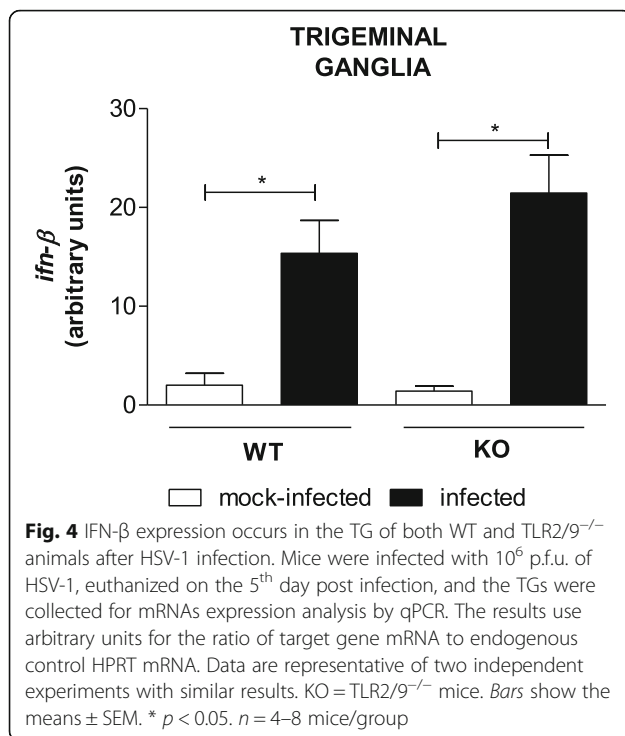 TRIGEMINAL
GANGLIA
30
20
10
0
ifn-β
(arbitrary units)
*
*
WT
KO
mock-infected
infected
Fig. 4 IFN-β expression occurs in the TG of both WT and TLR2/9⁻/⁻
animals after HSV-1 infection. Mice were infected with 10⁶ p.f.u. of
HSV-1, euthanized on the 5ᵗʰ day post infection, and the TGs were
collected for mRNAs expression analysis by qPCR. The results use
arbitrary units for the ratio of target gene mRNA to endogenous
control HPRT mRNA. Data are representative of two independent
experiments with similar results. KO = TLR2/9⁻/⁻ mice. Bars show the
means ± SEM. * p < 0.05. n = 4–8 mice/group